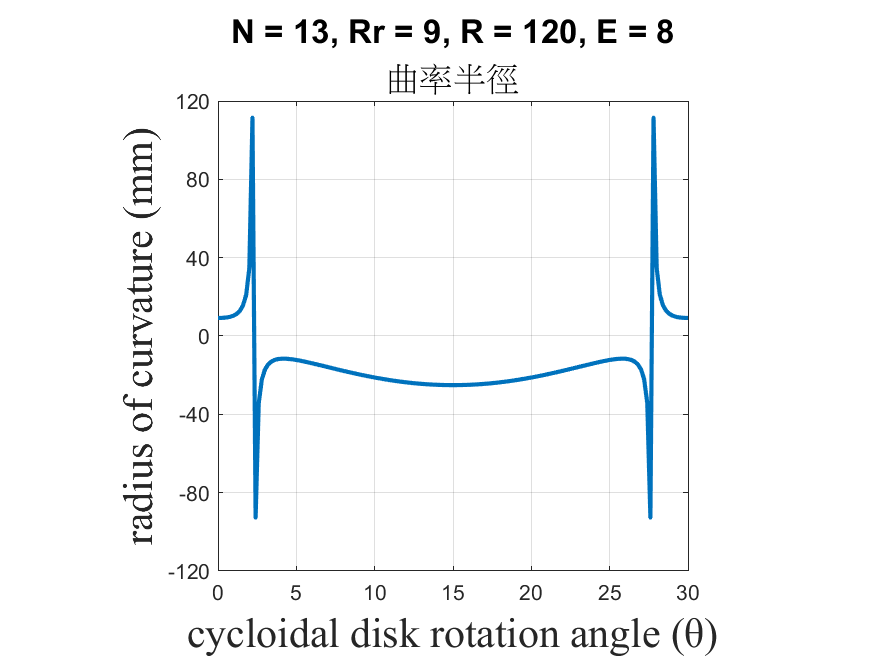 N = 13, Rr = 9, R = 120, E = 8
曲率半徑
120
80
40
0
-40
-80
-120
radius of curvature (mm)
0 5 10 15 20 25 30
cycloidal disk rotation angle (θ)